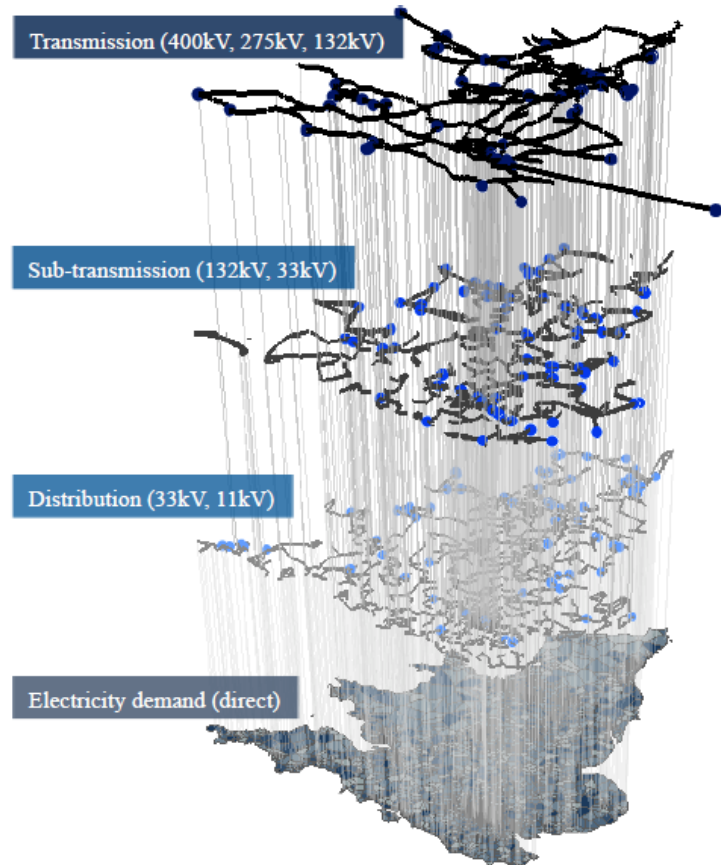 Transmission (400kV, 275kV, 132kV)
Sub-transmission (132kV, 33kV)
Distribution (33kV, 11kV)
Electricity demand (direct)